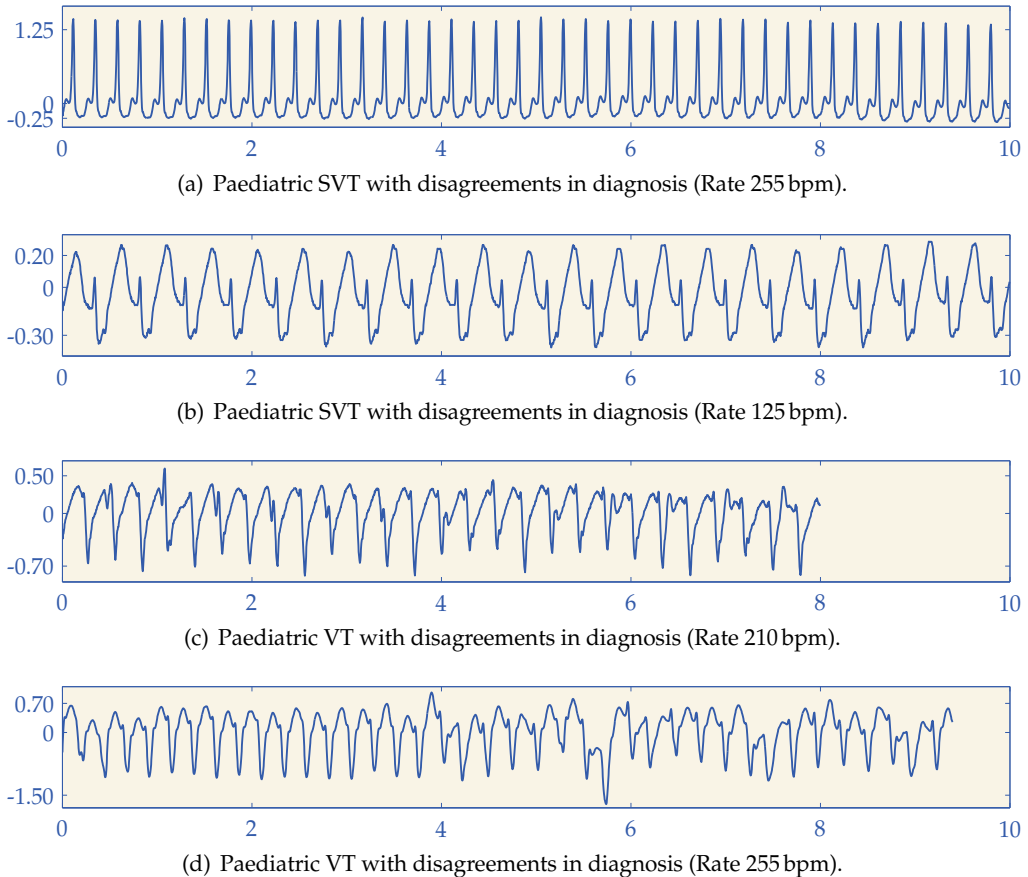 1.25
0
-0.25
0 2 4 6 8 10
(a) Paediatric SVT with disagreements in diagnosis (Rate 255 bpm).
0.20
0
-0.30
0 2 4 6 8 10
(b) Paediatric SVT with disagreements in diagnosis (Rate 125 bpm).
0.50
0
-0.70
0 2 4 6 8 10
(c) Paediatric VT with disagreements in diagnosis (Rate 210 bpm).
0.70
0
-1.50
0 2 4 6 8 10
(d) Paediatric VT with disagreements in diagnosis (Rate 255 bpm).